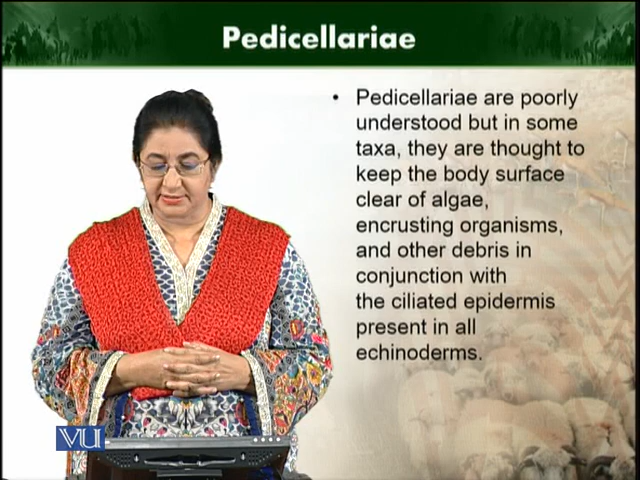 Pedicellariae
• Pedicellariae are poorly
understood but in some
taxa, they are thought to
keep the body surface
clear of algae,
encrusting organisms,
and other debris in
conjunction with
the ciliated epidermis
present in all
echinoderms.
VU